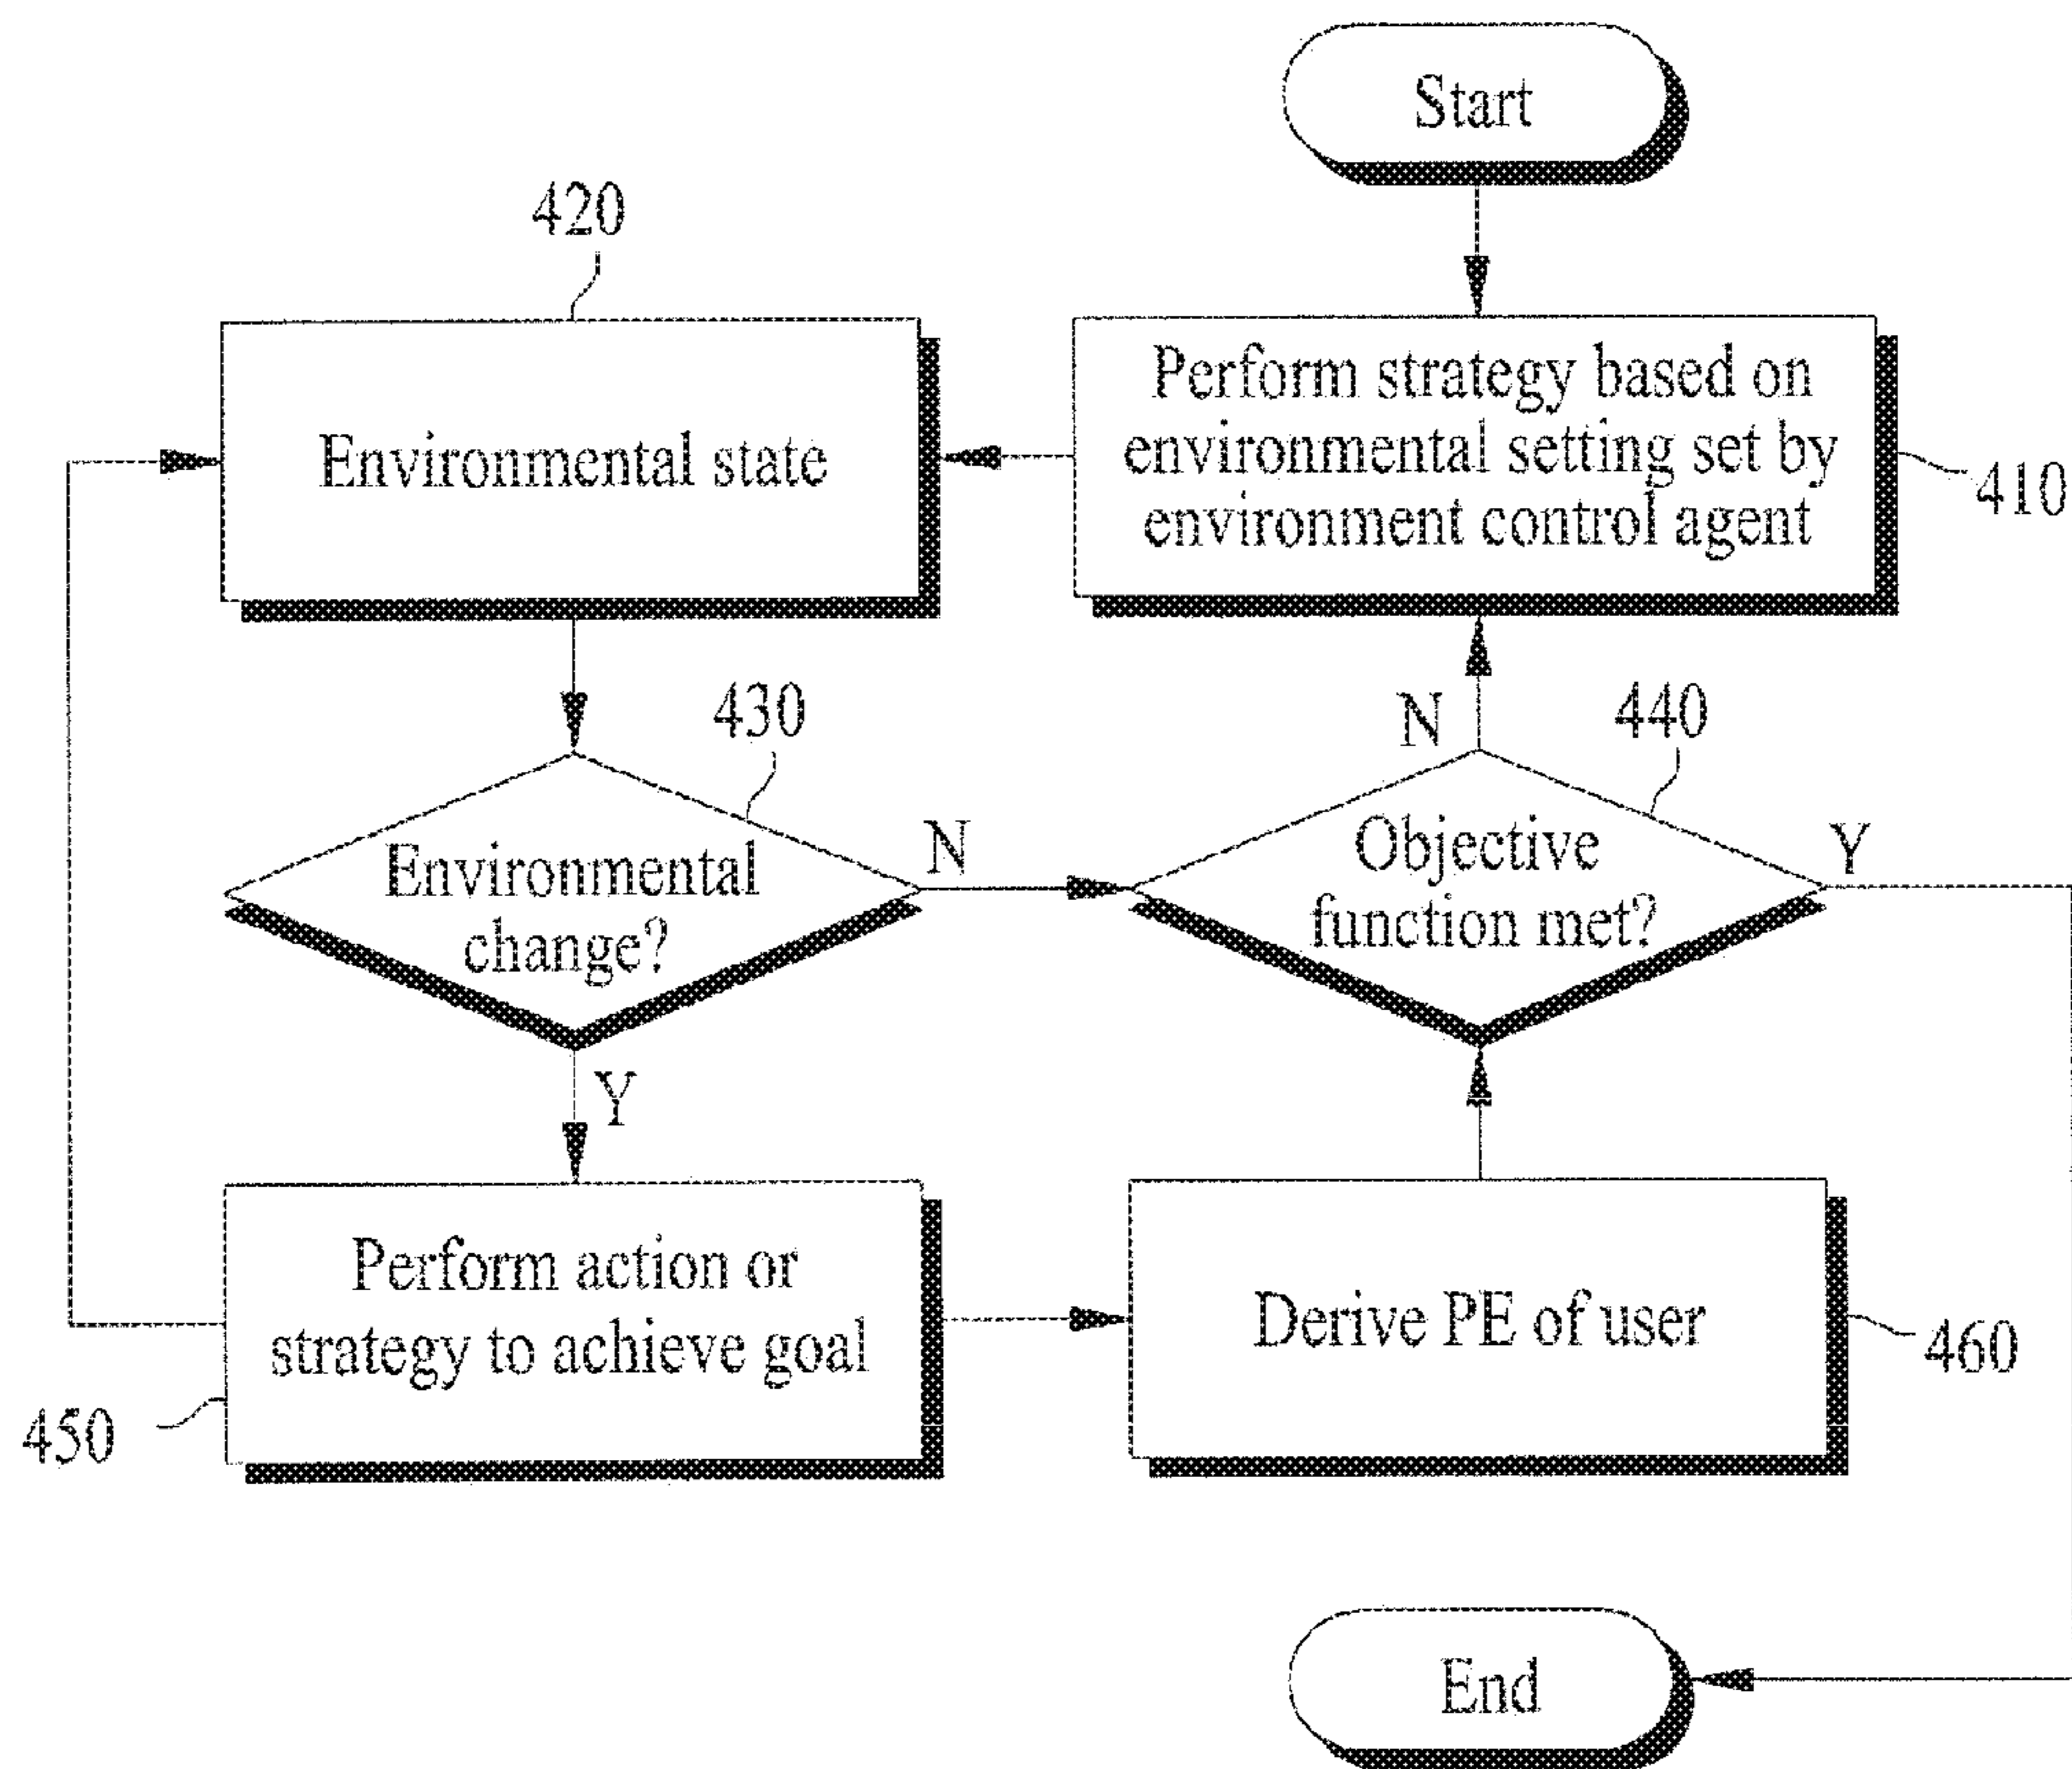 Start
420
Environmental state
Perform strategy based on
environmental setting set by
environment control agent
410
430
Environmental
change?
N
Y
N
440
Objective
function met?
Y
Perform action or
strategy to achieve goal
450
Derive PE of user
460
End